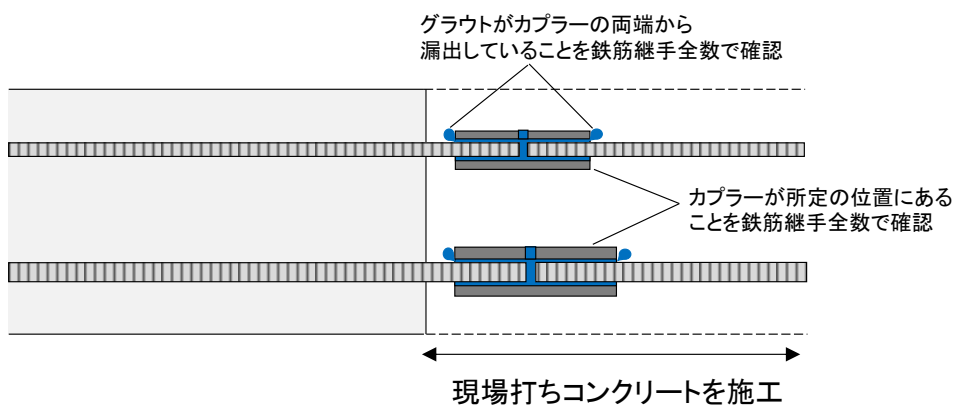 グラウトがカプラーの両端から
漏出していることを鉄筋継手全数で確認
カプラーが所定の位置にある
ことを鉄筋継手全数で確認
現場打ちコンクリートを施工